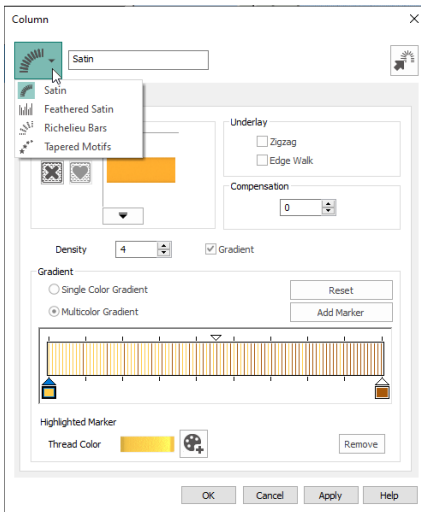 Column
Satin
Satin
Feathered Satin
Richelieu Bars
Tapered Motifs
Underlay
Zigzag
Edge Walk
Compensation
0
Density 4 Gradient
Gradient
Single Color Gradient Reset
Multicolor Gradient Add Marker
Highlighted Marker
Thread Color Remove
OK Cancel Apply Help